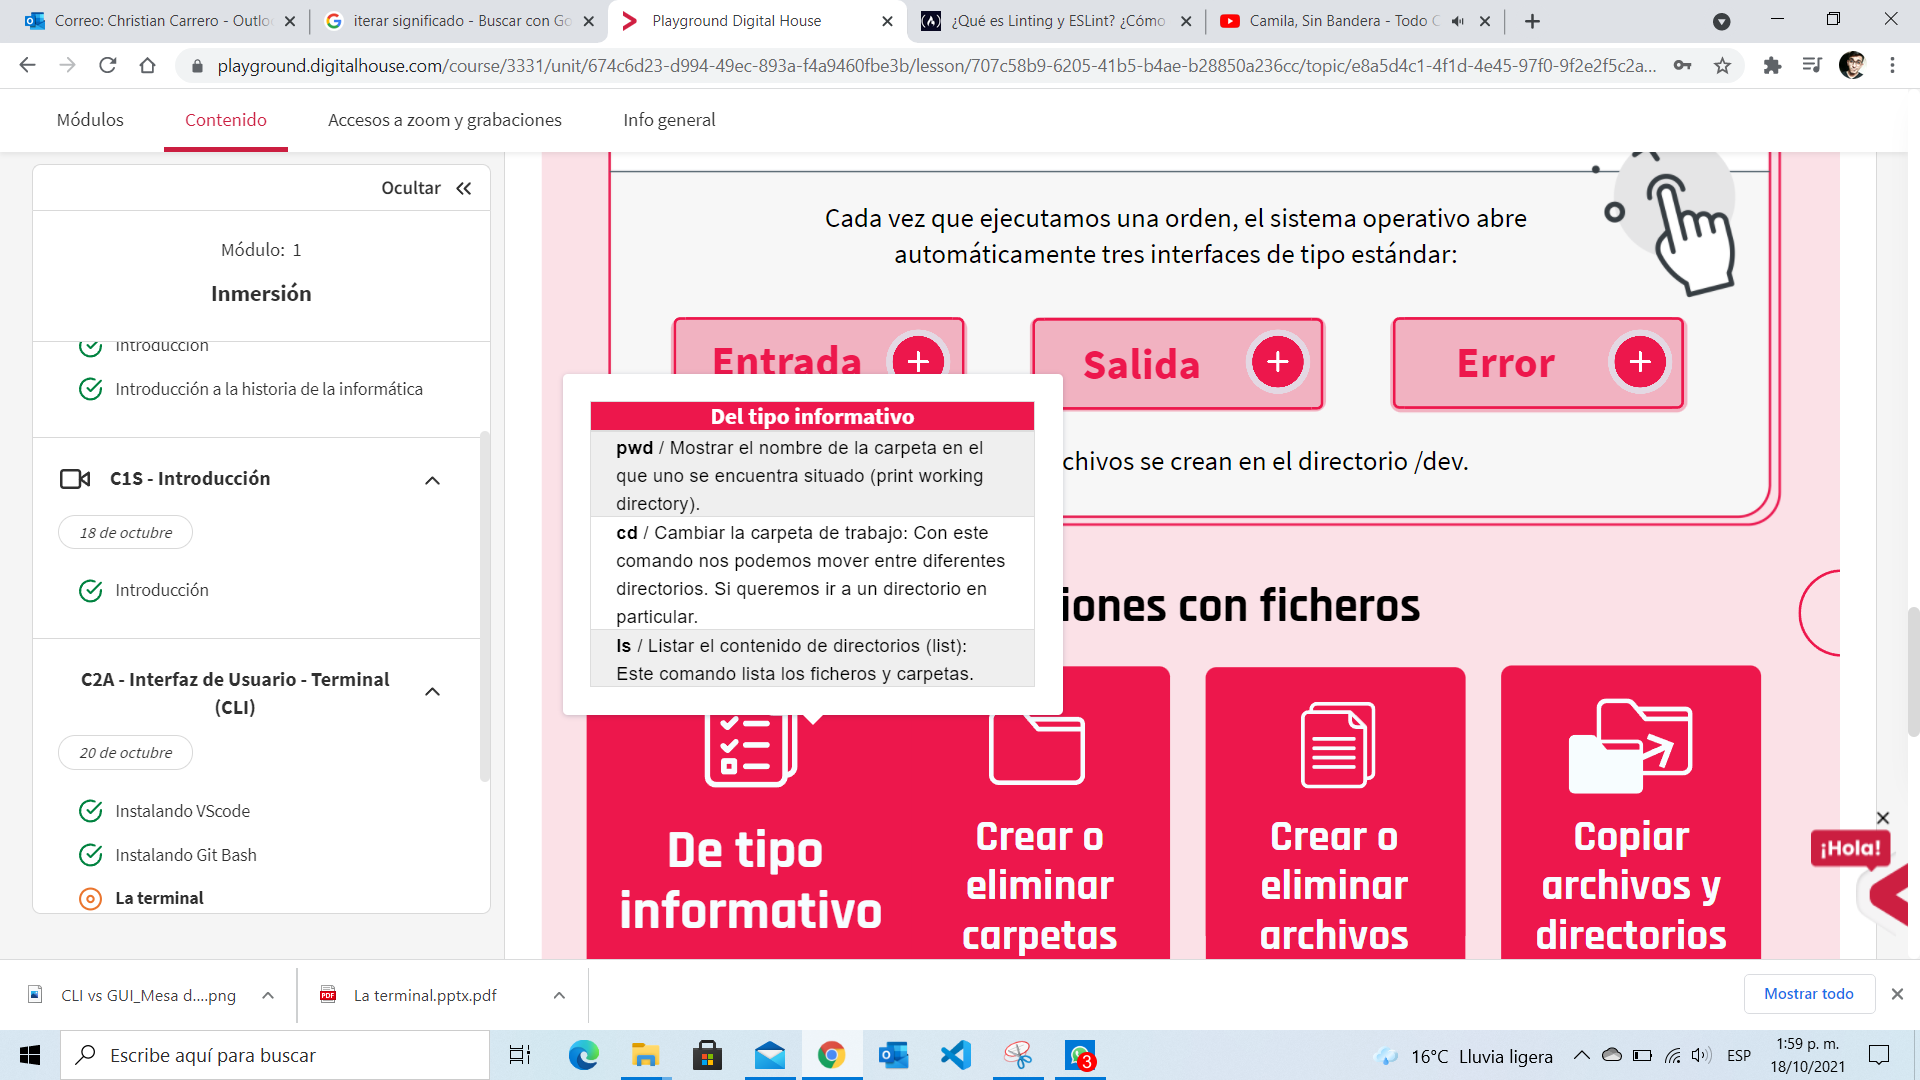 Correo: Christian Carrero - Outlo
iterar significado - Buscar con Go
Playground Digital House
¿Qué es Linting y ESLint? ¿Cómo
Camila, Sin Bandera - Todo C
playground.digitalhouse.com/course/3331/unit/674c6d23-d994-49ec-893a-f4a9460fbe3b/lesson/707c58b9-6205-41b5-b4ae-b28850a236cc/topic/e8a5d4c1-4f1d-4e45-97f0-9f2e2f5c2a...
Módulos
Contenido
Accesos a zoom y grabaciones
Info general
Ocultar
Módulo: 1
Inmersión
Introducción
Introducción a la historia de la informática
C1S - Introducción
18 de octubre
Introducción
C2A - Interfaz de Usuario - Terminal
(CLI)
20 de octubre
Instalando VScode
Instalando Git Bash
La terminal
Cada vez que ejecutamos una orden, el sistema operativo abre
automáticamente tres interfaces de tipo estándar:
Entrada
Salida
Error
chivos se crean en el directorio /dev.
Del tipo informativo
pwd / Mostrar el nombre de la carpeta en el
que uno se encuentra situado (print working
directory).
cd / Cambiar la carpeta de trabajo: Con este
comando nos podemos mover entre diferentes
directorios. Si queremos ir a un directorio en
particular.
ls / Listar el contenido de directorios (list):
Este comando lista los ficheros y carpetas.
iones con ficheros
De tipo
informativo
Crear o
eliminar
carpetas
Crear o
eliminar
archivos
Copiar
archivos y
directorios
¡Hola!
CLI vs GUI_Mesa d....png
PDF
La terminal.pptx.pdf
Mostrar todo
Escribe aquí para buscar
3
16°C Lluvia ligera
ESP
1:59 p. m.
18/10/2021